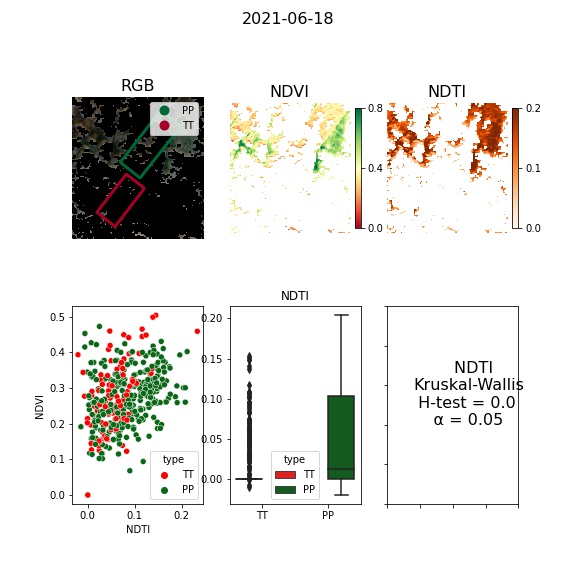 2021-06-18
RGB
NDVI
NDTI
PP
TT
0.8
0.4
0.0
0.2
0.1
0.0
NDTI
0.5
0.4
0.3
0.2
0.1
0.0
NDVI
0.0
0.1
0.2
NDTI
type
TT
PP
0.20
0.15
0.10
0.05
0.00
TT
PP
type
TT
PP
NDTI
Kruskal-Wallis
H-test = 0.0
α = 0.05